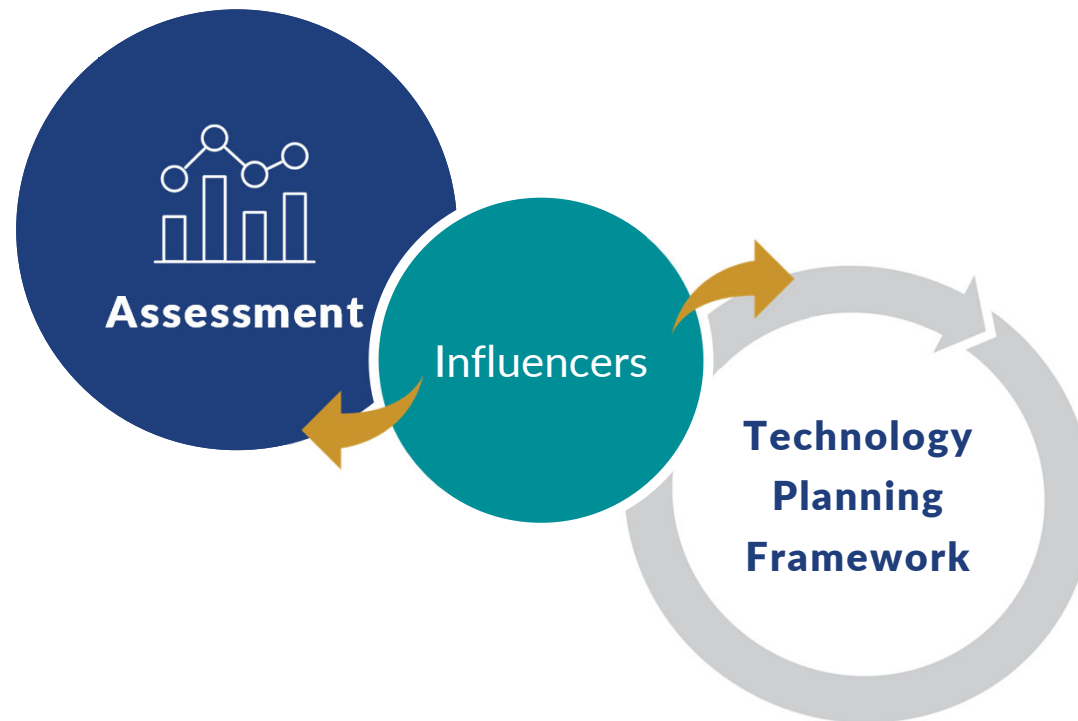 Assessment
Influencers
Technology
Planning
Framework